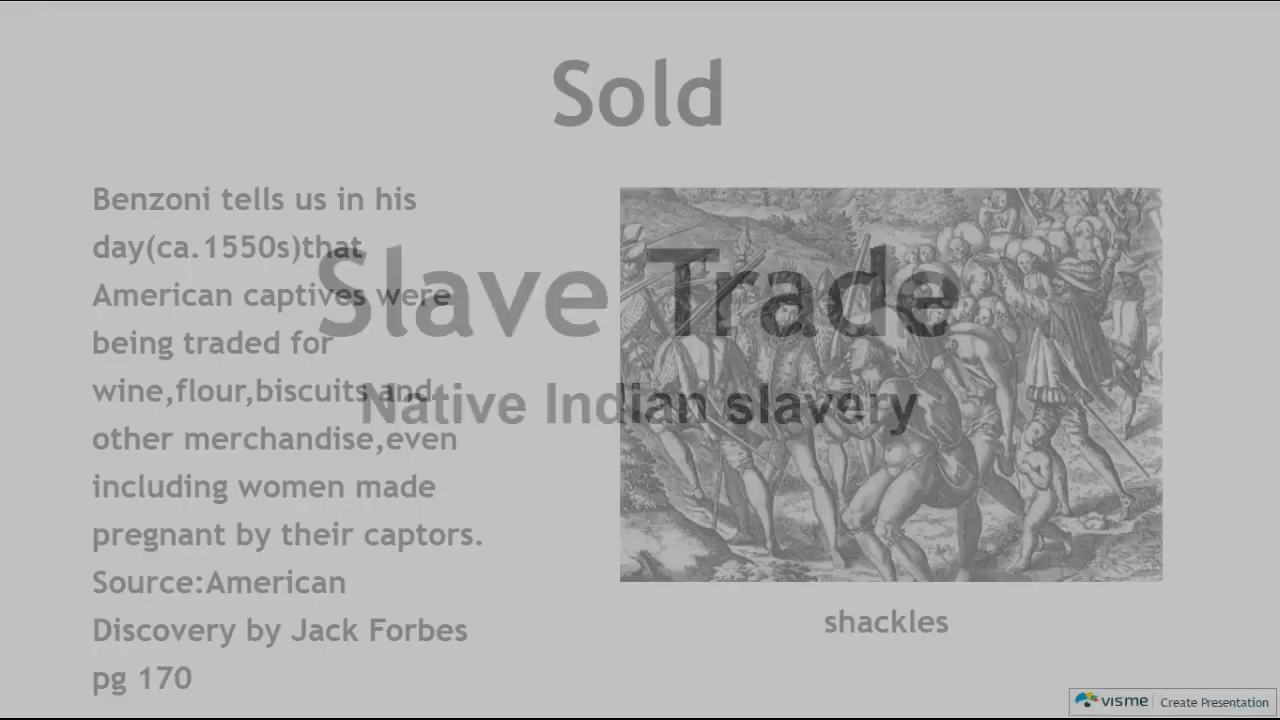 Sold
Benzoni tells us in his
day(ca.1550s)that
American captives were
being traded for
wine,flour,biscuits,and
other merchandise,even
including women made
pregnant by their captors.
Source:American
Discovery by Jack Forbes
pg 170
Slave Trade
Native Indian slavery
shackles
visme Create Presentation